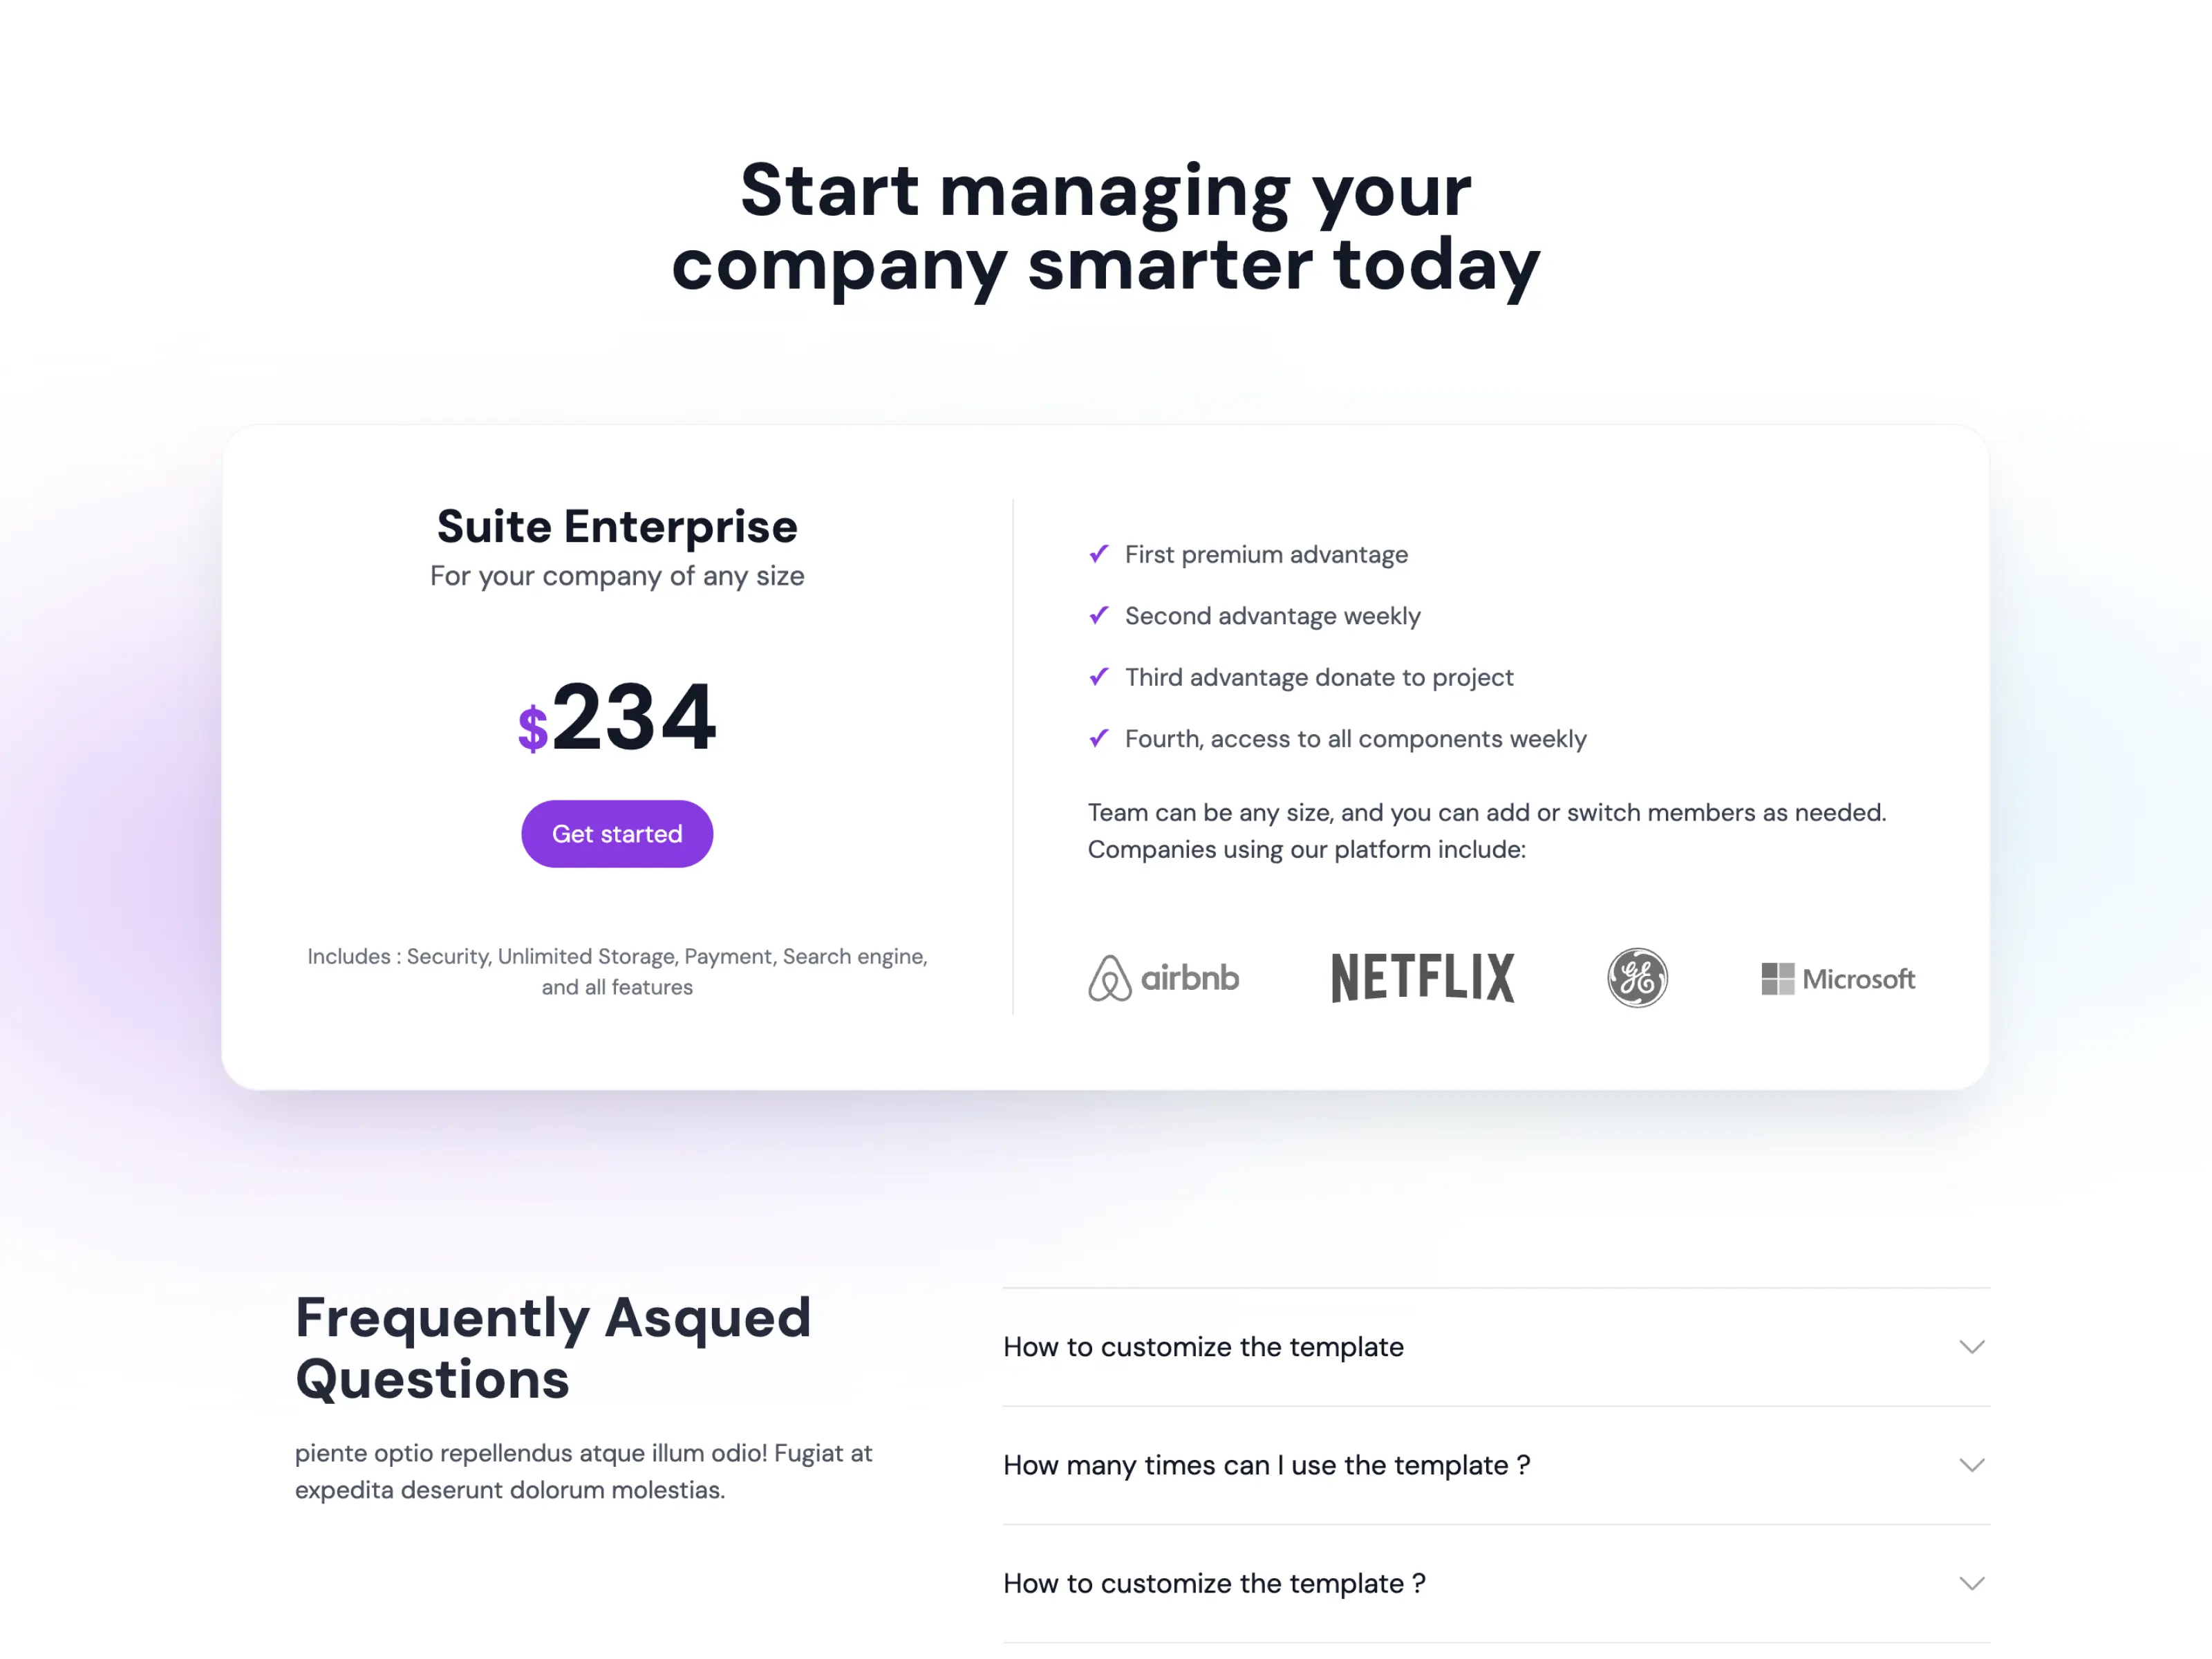 Start managing your
company smarter today
Suite Enterprise
For your company of any size
$234
Get started
Includes : Security, Unlimited Storage, Payment, Search engine,
and all features
✓ First premium advantage
✓ Second advantage weekly
✓ Third advantage donate to project
✓ Fourth, access to all components weekly
Team can be any size, and you can add or switch members as needed.
Companies using our platform include:
airbnb
NETFLIX
GE
Microsoft
Frequently Asqued
Questions
piente optio repellendus atque illum odio! Fugiat at
expedita deserunt dolorum molestias.
How to customize the template
How many times can I use the template ?
How to customize the template ?